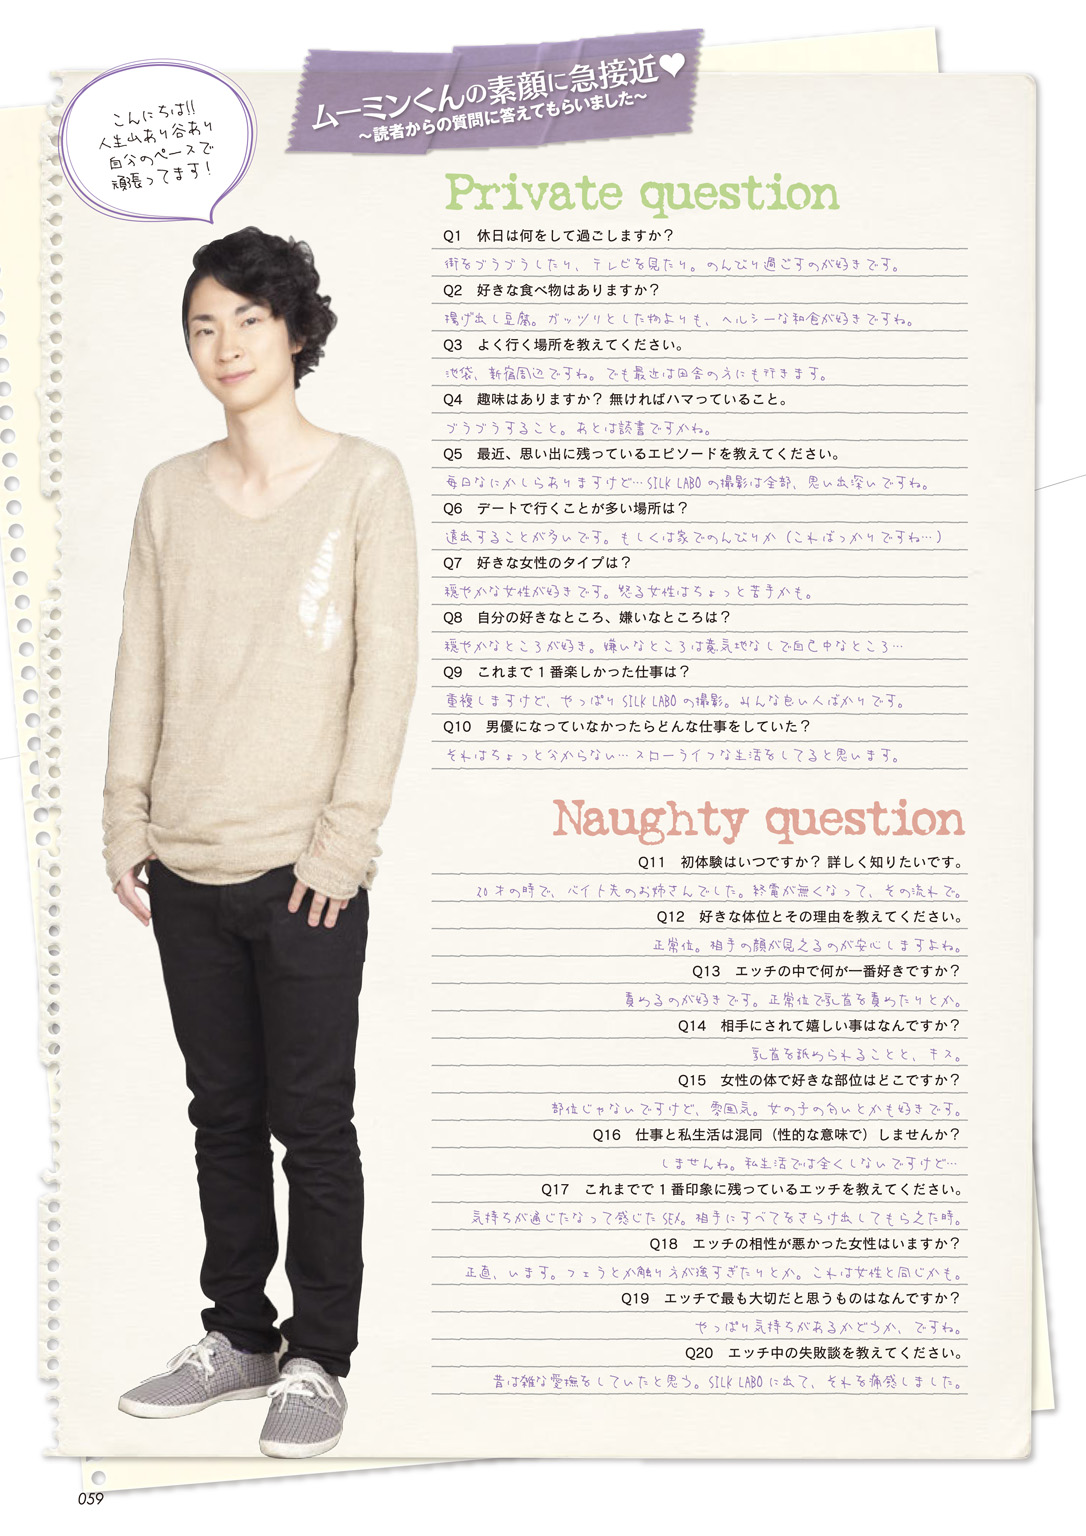 ムーミンくんの素顔に急接近♥
〜読者からの質問に答えてもらいました〜
こんにちは!!
人生山あり谷あり
自分のペースで
頑張ってます！
Private question
Q1　休日は何をして過ごしますか？
街をブラブラしたり、テレビを見たり。のんびり過ごすのが好きです。
Q2　好きな食べ物はありますか？
揚げ出し豆腐。ガッツリとした物よりも、ヘルシーな和食が好きですね。
Q3　よく行く場所を教えてください。
池袋、新宿周辺ですね。でも最近は田舎の方にも行きます。
Q4　趣味はありますか？ 無ければハマっていること。
ブラブラすること。あとは読書ですかね。
Q5　最近、思い出に残っているエピソードを教えてください。
毎日なにかしらありますけど…SILK LABOの撮影は全部、思い出深いですね。
Q6　デートで行くことが多い場所は？
遠出することが多いです。もしくは家でのんびりか（こればっかりですね…）
Q7　好きな女性のタイプは？
穏やかな女性が好きです。怒る女性はちょっと苦手かも。
Q8　自分の好きなところ、嫌いなところは？
穏やかなところが好き。嫌いなところは意気地なしで自己中なところ…
Q9　これまで１番楽しかった仕事は？
重複しますけど、やっぱりSILK LABOの撮影。みんな良い人ばかりです。
Q10　男優になっていなかったらどんな仕事をしていた？
それはちょっと分からない…スローライフな生活をしてると思います。
Naughty question
Q11　初体験はいつですか？ 詳しく知りたいです。
20才の時で、バイト先のお姉さんでした。終電が無くなって、その流れで。
Q12　好きな体位とその理由を教えてください。
正常位。相手の顔が見えるのが安心しますよね。
Q13　エッチの中で何が一番好きですか？
責めるのが好きです。正常位で乳首を責めたりとか。
Q14　相手にされて嬉しい事はなんですか？
乳首を舐められることと、キス。
Q15　女性の体で好きな部位はどこですか？
部位じゃないですけど、雰囲気。女の子の匂いとかも好きです。
Q16　仕事と私生活は混同（性的な意味で）しませんか？
しませんね。私生活では全くしないですけど…
Q17　これまでで１番印象に残っているエッチを教えてください。
気持ちが通じたなって感じたSEX。相手にすべてをさらけ出してもらえた時。
Q18　エッチの相性が悪かった女性はいますか？
正直、います。フェラとか触り方が強すぎたりとか。これは女性と同じかも。
Q19　エッチで最も大切だと思うものはなんですか？
やっぱり気持ちがあるかどうか、ですね。
Q20　エッチ中の失敗談を教えてください。
昔は雑な愛撫をしていたと思う。SILK LABOに出て、それを痛感しました。
059